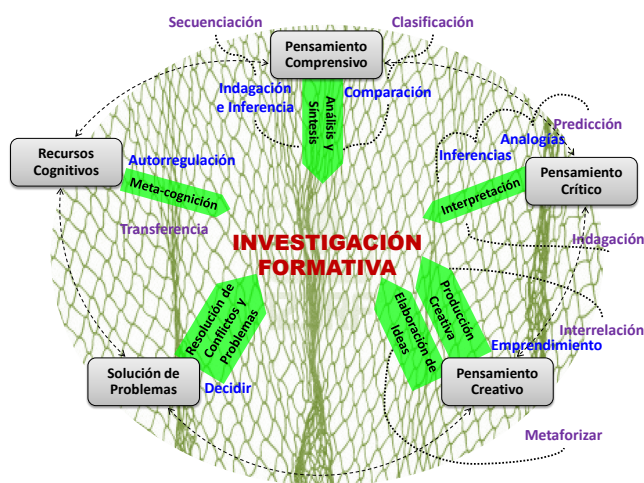 Secuenciación
Clasificación
Pensamiento
Comprensivo
Indagación
e Inferencia
Análisis y
Síntesis
Comparación
Predicción
Analogías
Inferencias
Recursos
Cognitivos
Autorregulación
Meta-cognición
Transferencia
Interpretación
Pensamiento
Crítico
Indagación
INVESTIGACIÓN
FORMATIVA
Resolución de
Conflictos y
Problemas
Elaboración de
Ideas
Producción
Creativa
Interrelación
Emprendimiento
Solución de
Problemas
Decidir
Pensamiento
Creativo
Metaforizar